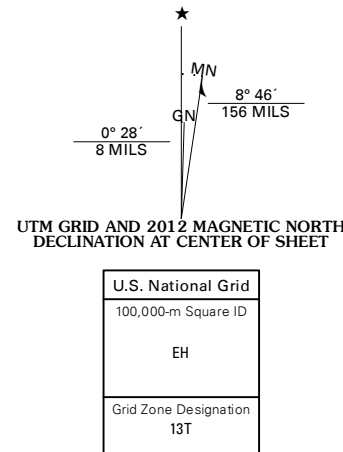 ★
MN
8° 46´
156 MILS
GN
0° 28´
8 MILS
UTM GRID AND 2012 MAGNETIC NORTH
DECLINATION AT CENTER OF SHEET
U.S. National Grid
100,000-m Square ID
EH
Grid Zone Designation
13T